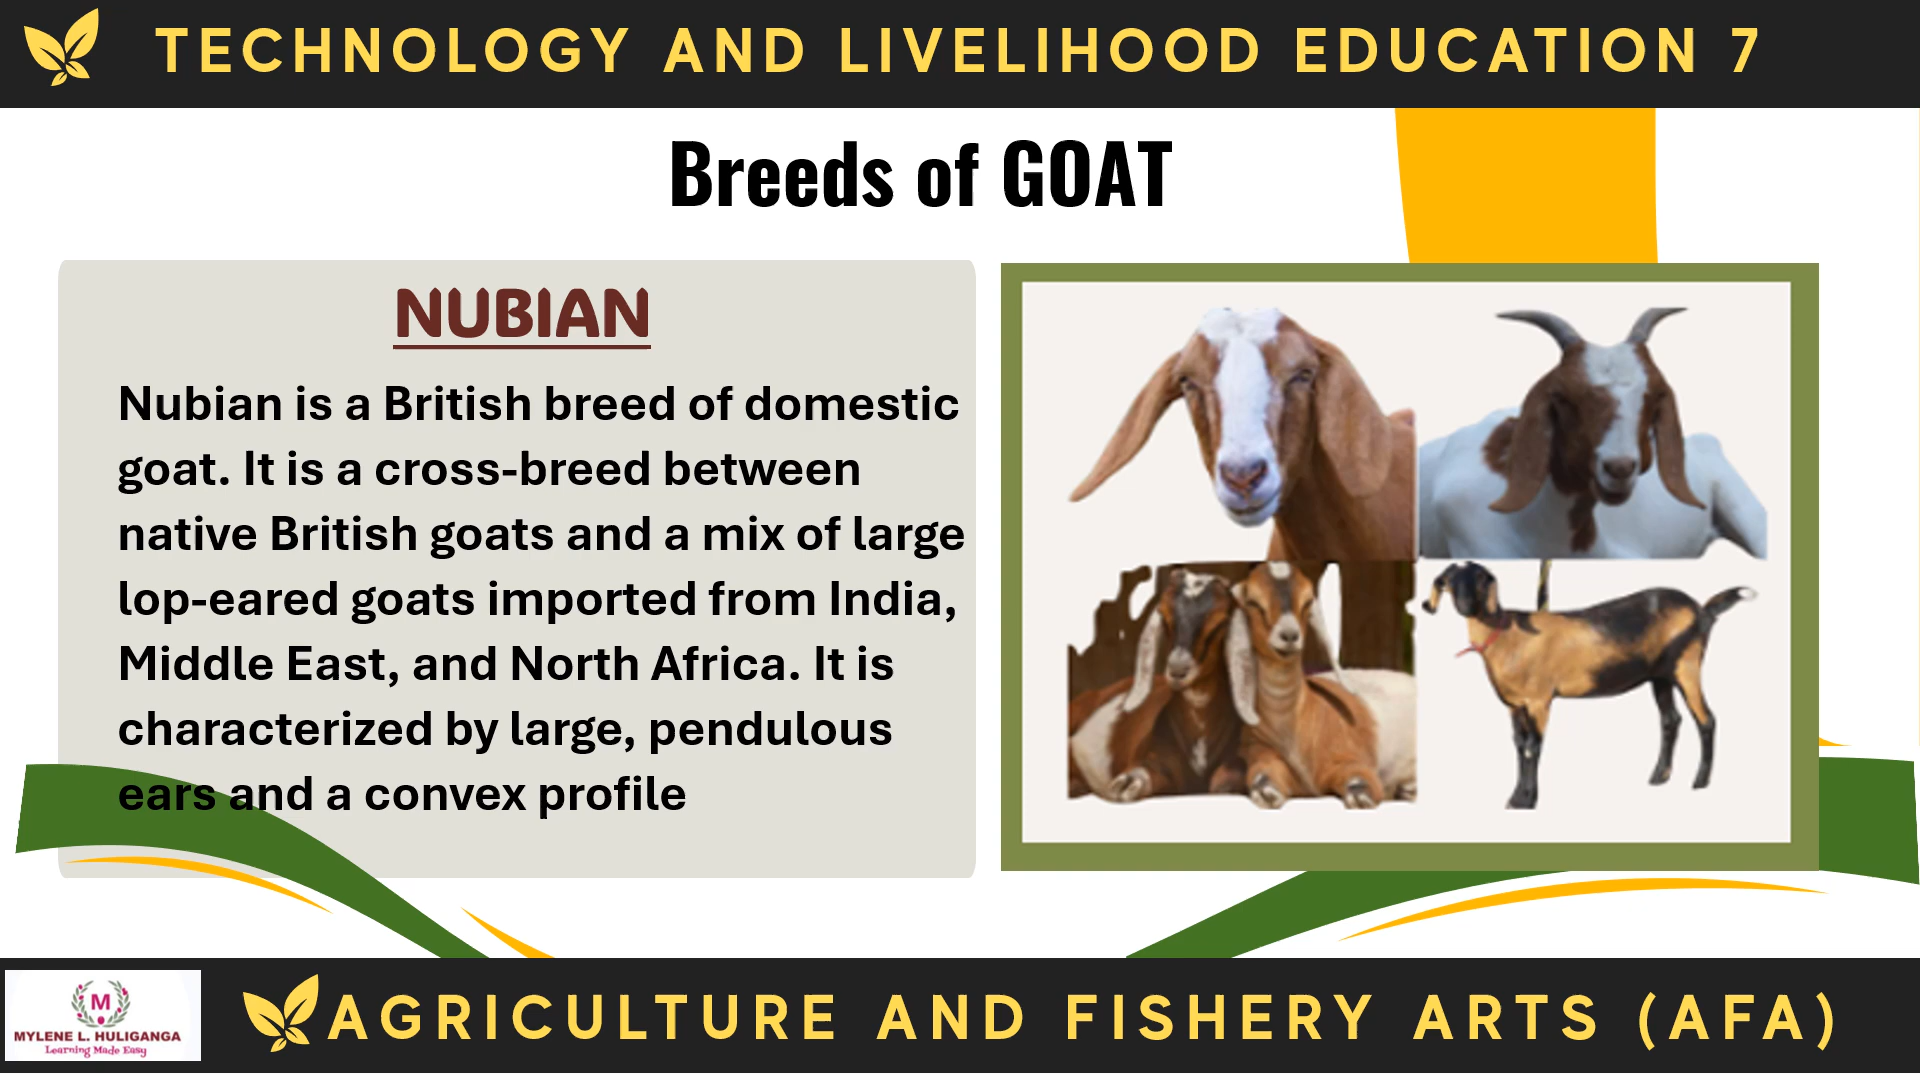 TECHNOLOGY AND LIVELIHOOD EDUCATION 7
Breeds of GOAT
NUBIAN
Nubian is a British breed of domestic
goat. It is a cross-breed between
native British goats and a mix of large
lop-eared goats imported from India,
Middle East, and North Africa. It is
characterized by large, pendulous
ears and a convex profile
M
MYLENE L. HULIGANGA
Learning Made Easy
AGRICULTURE AND FISHERY ARTS (AFA)